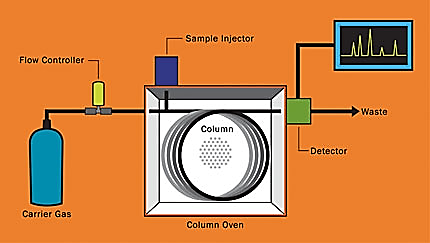 Sample Injector
Flow Controller
Column
Waste
Detector
Carrier Gas
Column Oven